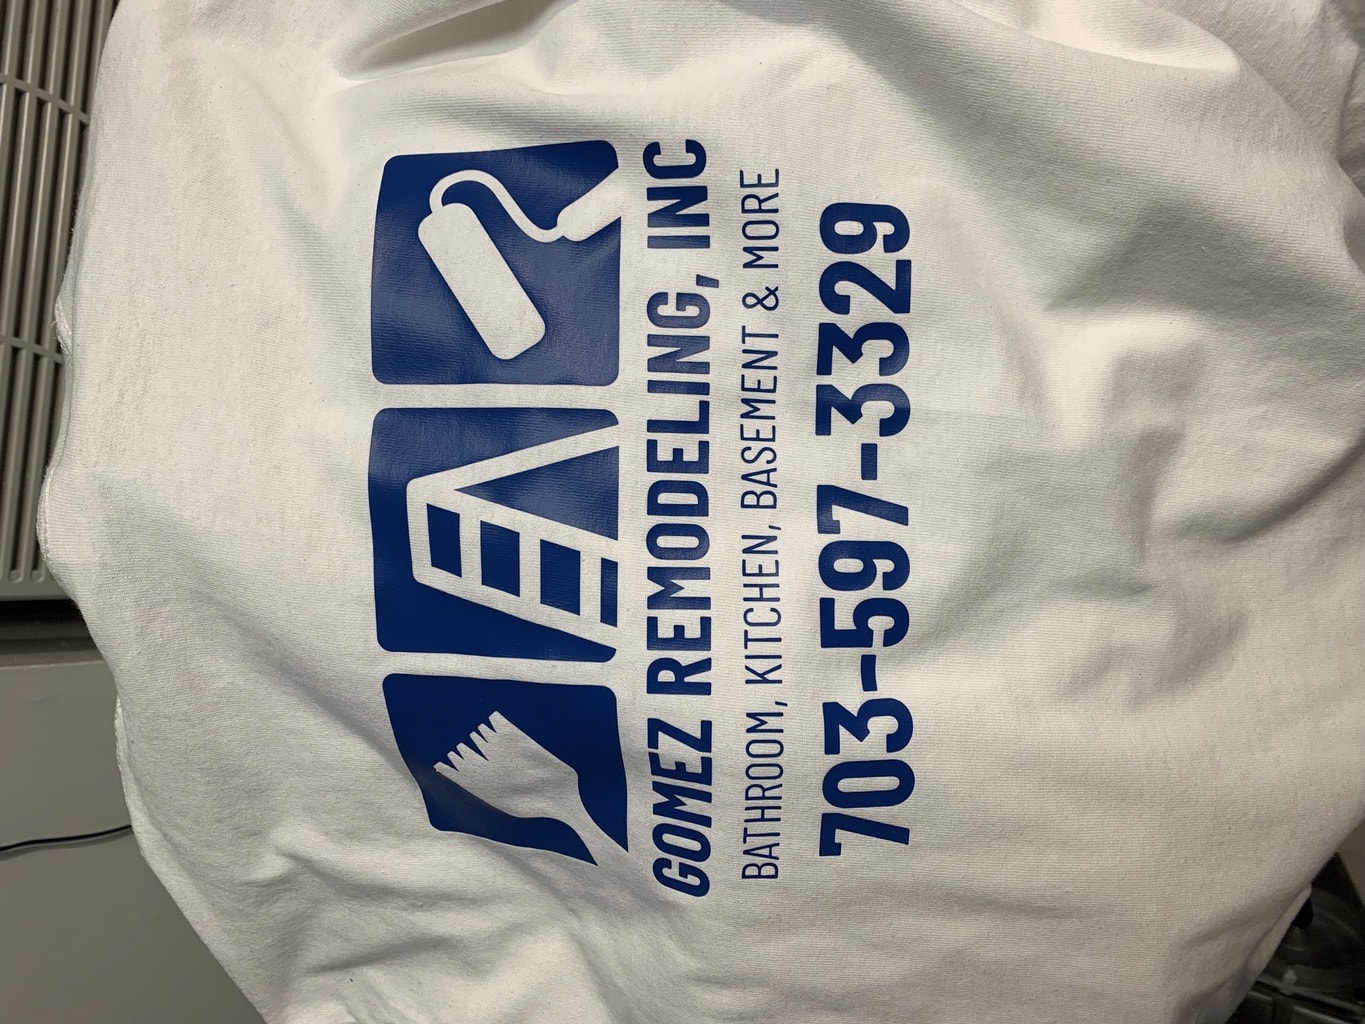 GOMEZ REMODELING, INC
BATHROOM, KITCHEN, BASEMENT & MORE
703-597-3329